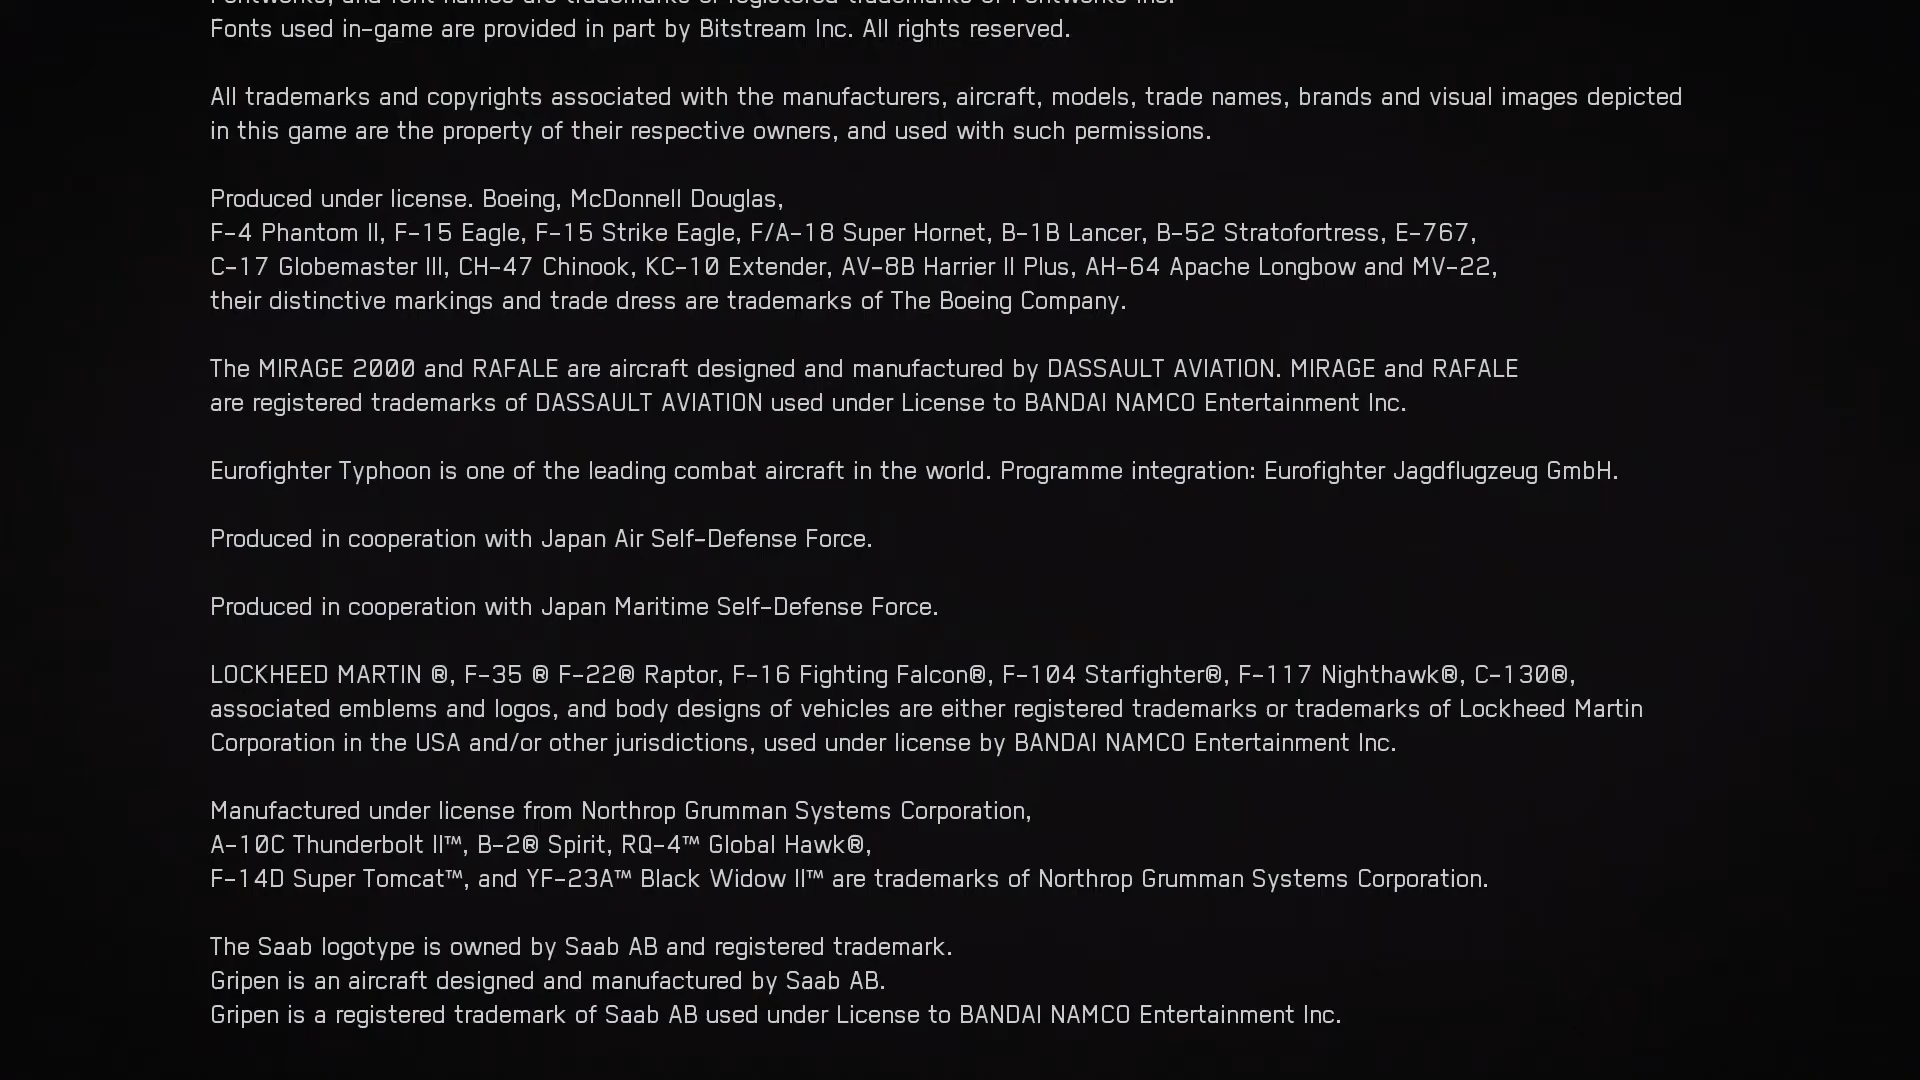 Fontworks, and font names are trademarks or registered trademarks of Fontworks Inc.
Fonts used in-game are provided in part by Bitstream Inc. All rights reserved.
All trademarks and copyrights associated with the manufacturers, aircraft, models, trade names, brands and visual images depicted
in this game are the property of their respective owners, and used with such permissions.
Produced under license. Boeing, McDonnell Douglas,
F-4 Phantom II, F-15 Eagle, F-15 Strike Eagle, F/A-18 Super Hornet, B-1B Lancer, B-52 Stratofortress, E-767,
C-17 Globemaster III, CH-47 Chinook, KC-10 Extender, AV-8B Harrier II Plus, AH-64 Apache Longbow and MV-22,
their distinctive markings and trade dress are trademarks of The Boeing Company.
The MIRAGE 2000 and RAFALE are aircraft designed and manufactured by DASSAULT AVIATION. MIRAGE and RAFALE
are registered trademarks of DASSAULT AVIATION used under License to BANDAI NAMCO Entertainment Inc.
Eurofighter Typhoon is one of the leading combat aircraft in the world. Programme integration: Eurofighter Jagdflugzeug GmbH.
Produced in cooperation with Japan Air Self-Defense Force.
Produced in cooperation with Japan Maritime Self-Defense Force.
LOCKHEED MARTIN ®, F-35 ® F-22® Raptor, F-16 Fighting Falcon®, F-104 Starfighter®, F-117 Nighthawk®, C-130®,
associated emblems and logos, and body designs of vehicles are either registered trademarks or trademarks of Lockheed Martin
Corporation in the USA and/or other jurisdictions, used under license by BANDAI NAMCO Entertainment Inc.
Manufactured under license from Northrop Grumman Systems Corporation,
A-10C Thunderbolt II™, B-2® Spirit, RQ-4™ Global Hawk®,
F-14D Super Tomcat™, and YF-23A™ Black Widow II™ are trademarks of Northrop Grumman Systems Corporation.
The Saab logotype is owned by Saab AB and registered trademark.
Gripen is an aircraft designed and manufactured by Saab AB.
Gripen is a registered trademark of Saab AB used under License to BANDAI NAMCO Entertainment Inc.